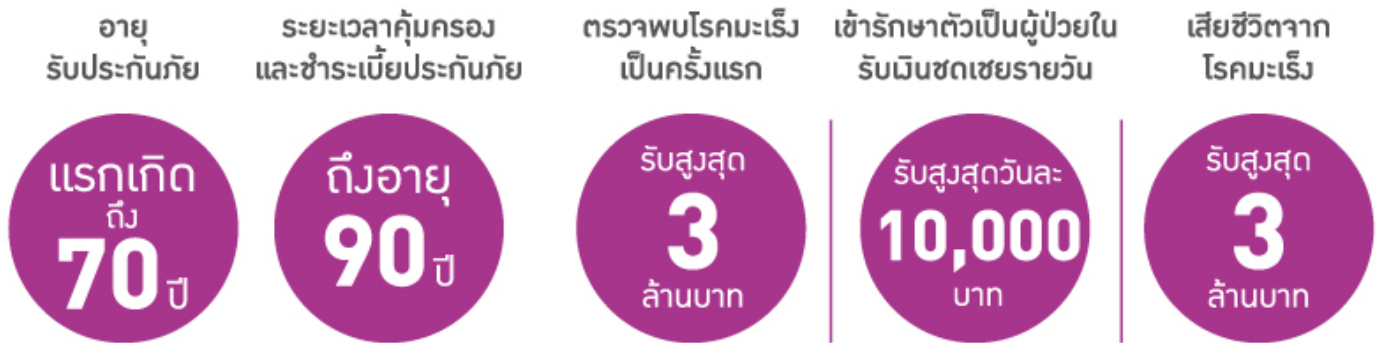 อายุ
รับประกันภัย
แรกเกิด
ถึง
70 ปี
ระยะเวลาคุ้มครอง
และชำระเบี้ยประกันภัย
ถึงอายุ
90 ปี
ตรวจพบโรคมะเร็ง
เป็นครั้งแรก
รับสูงสุด
3
ล้านบาท
เข้ารักษาตัวเป็นผู้ป่วยใน
รับเงินชดเชยรายวัน
รับสูงสุดวันละ
10,000
บาท
เสียชีวิตจาก
โรคมะเร็ง
รับสูงสุด
3
ล้านบาท